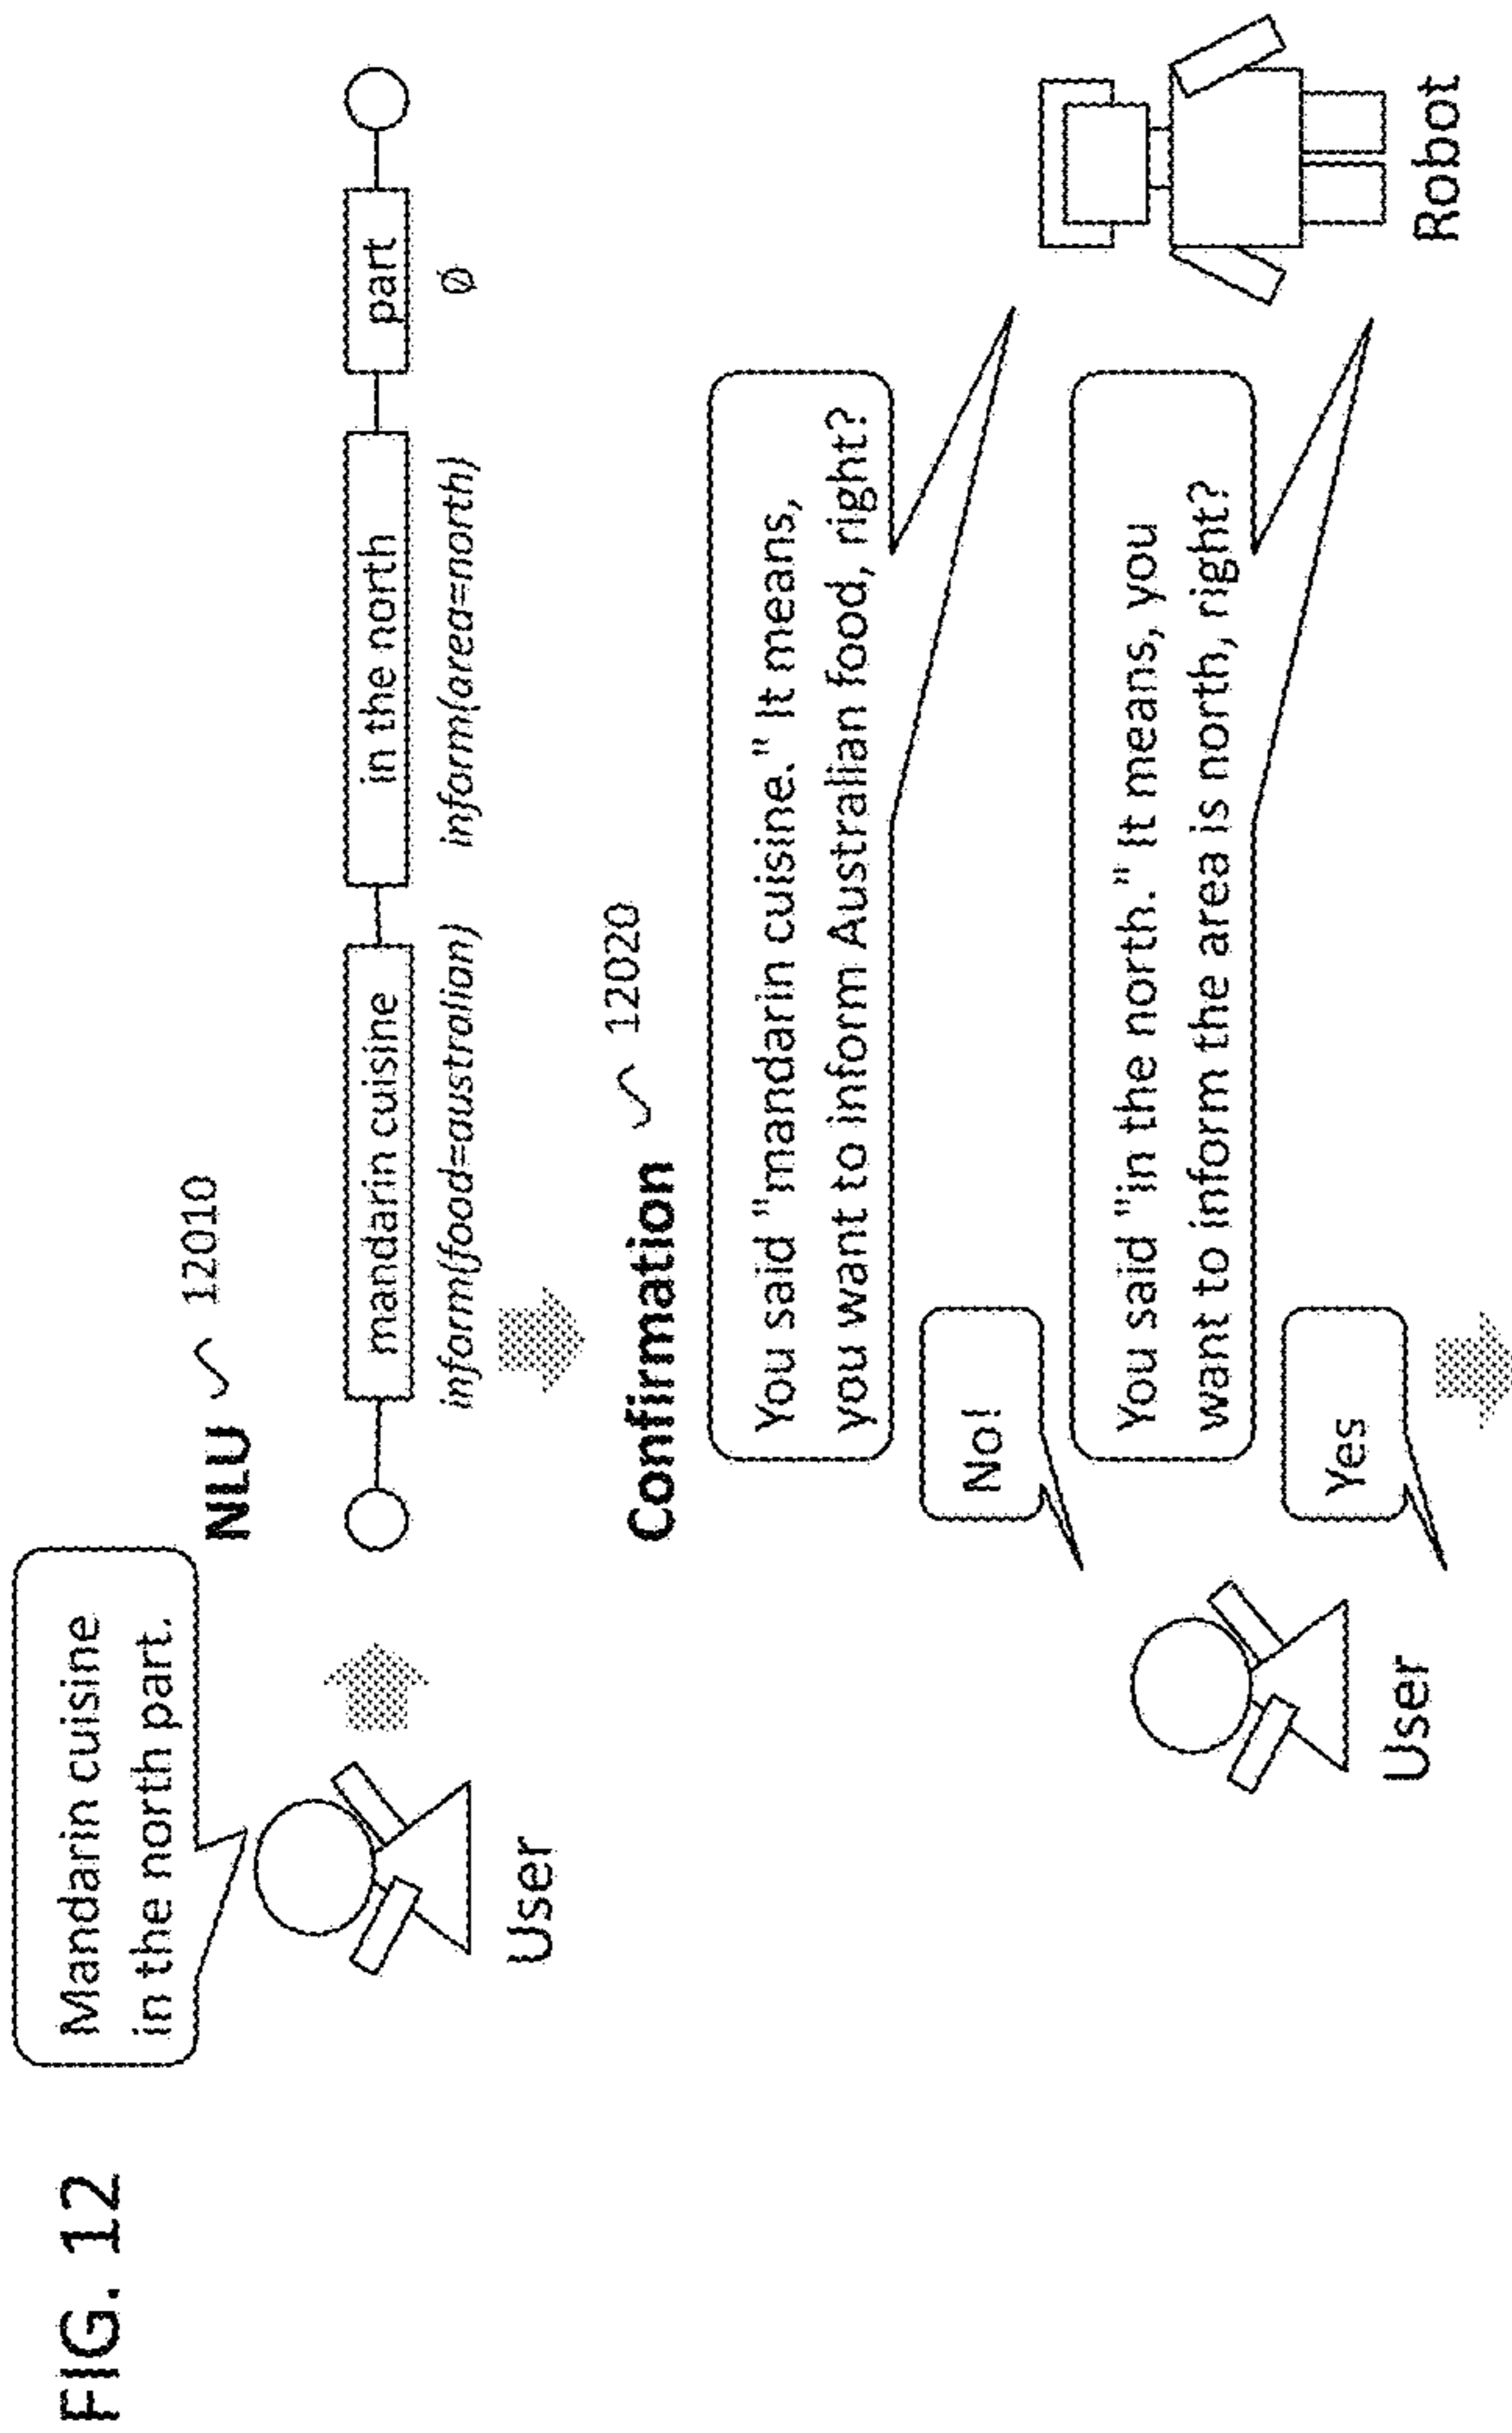 FIG. 12
Mandarin cuisine
in the north part.
User
NLU 12010
mandarin cuisine
in the north
part
inform(food=australian)
inform(area=north)
ø
Confirmation 12020
You said "mandarin cuisine." It means,
you want to inform Australian food, right?
No!
You said "in the north." It means, you
want to inform the area is north, right?
Yes
User
Robot